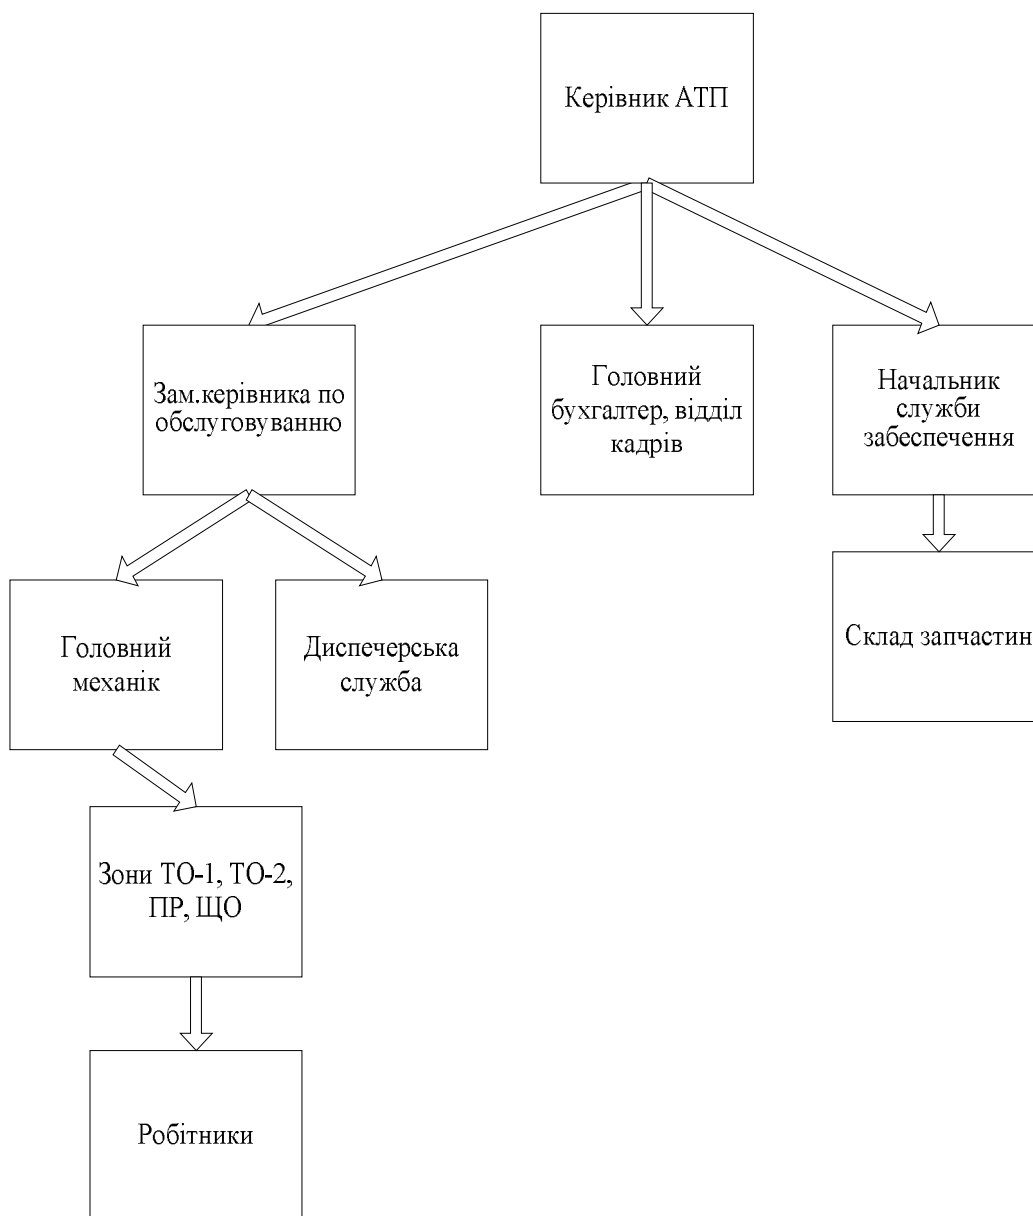 Керівник АТП
Зам.керівника по
обслуговуванню
Головний
бухгалтер, відділ
кадрів
Начальник
служби
забеспечення
Головний
механік
Диспечерська
служба
Склад запчастин
Зони ТО-1, ТО-2,
ПР, ЩО
Робітники